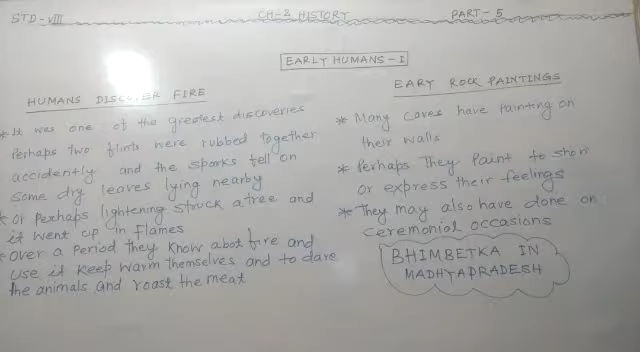 STD-VIII CH-2 HISTORY PART-5
EARLY HUMANS-I
HUMANS DISCOVER FIRE
* It was one of the greatest discoveries
Perhaps two flints were rubbed together
accidently and the sparks fell on
some dry leaves lying nearby
* Or Perhaps lightening struck a tree and
it went up in flames
* Over a period they know abot fire and
use it keep warm themselves and to dare
the animals and roast the meat
EARY ROCK PAINTINGS
* Many caves have Painting on
their walls
* Perhaps They Paint to show
or express their feelings
* They may also have done on
ceremonial occasions
BHIMBETKA IN
MADHYAPRADESH